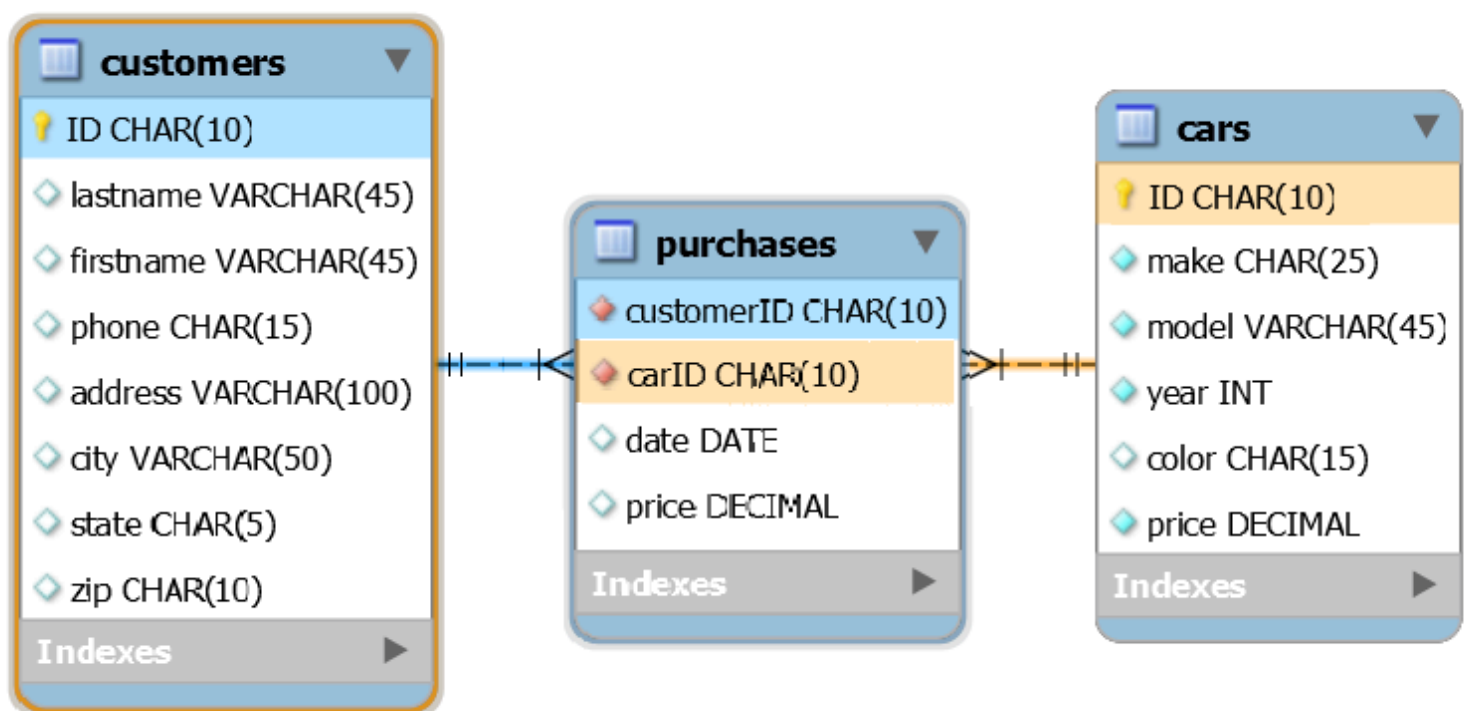 customers
ID CHAR(10)
lastname VARCHAR(45)
firstname VARCHAR(45)
phone CHAR(15)
address VARCHAR(100)
city VARCHAR(50)
state CHAR(5)
zip CHAR(10)
Indexes
purchases
customerID CHAR(10)
carID CHAR(10)
date DATE
price DECIMAL
Indexes
cars
ID CHAR(10)
make CHAR(25)
model VARCHAR(45)
year INT
color CHAR(15)
price DECIMAL
Indexes